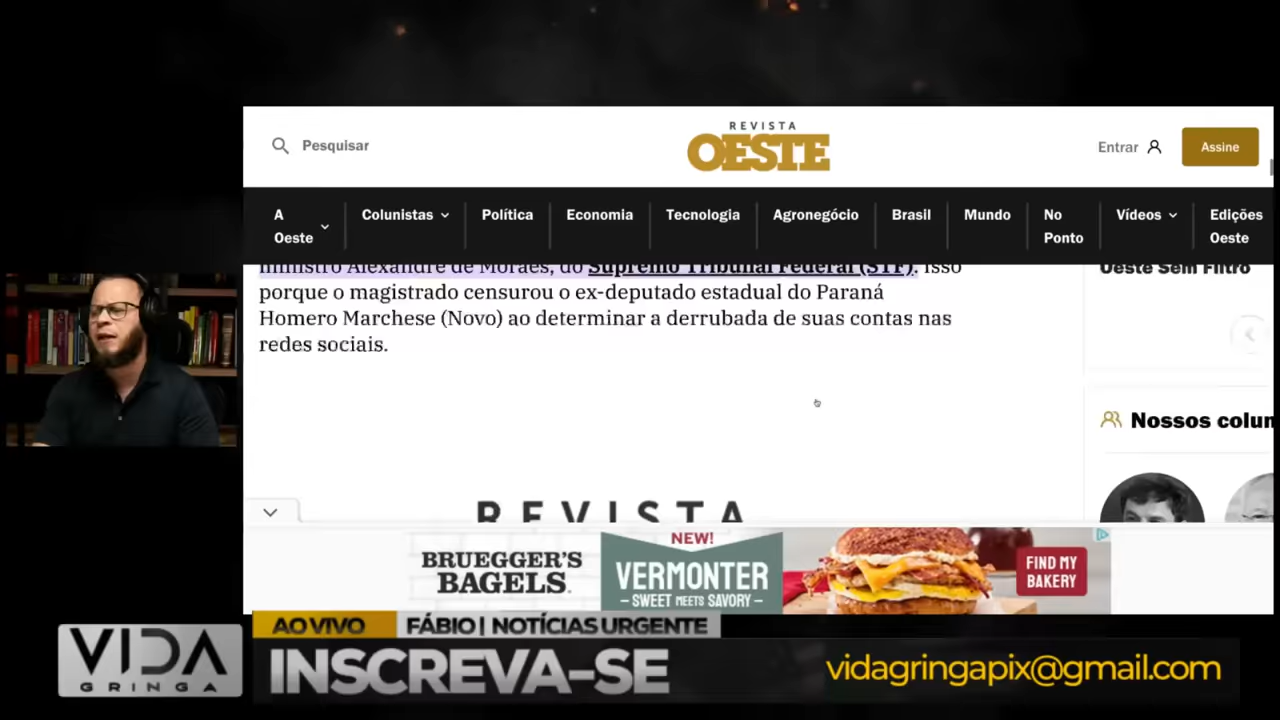 Pesquisar
REVISTA
OESTE
Entrar
Assine
A Oeste
Colunistas
Política
Economia
Tecnologia
Agronegócio
Brasil
Mundo
No Ponto
Vídeos
Edições Oeste
ministro Alexandre de Moraes, do Supremo Tribunal Federal (STF). Isso
porque o magistrado censurou o ex-deputado estadual do Paraná
Homero Marchese (Novo) ao determinar a derrubada de suas contas nas
redes sociais.
Oeste Sem Filtro
Nossos colun
REVISTA
BRUEGGER'S
BAGELS
NEW!
VERMONTER
- SWEET MEETS SAVORY -
FIND MY
BAKERY
AO VIVO FÁBIO | NOTÍCIAS URGENTE
VIDA
GRINGA
INSCREVA-SE
vidagringapix@gmail.com